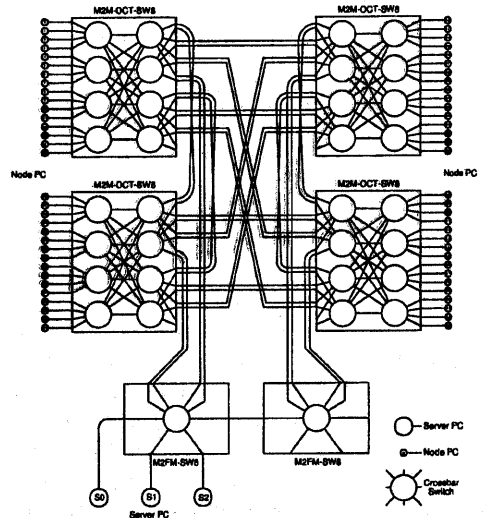 M2M-OCT-SW8
M2M-OCT-SW8
Node PC
Node PC
M2M-OCT-SW8
M2M-OCT-SW8
M2FM-SW8
M2FM-SW8
S0
S1
S2
Server PC
Server PC
Node PC
Crossbar
Switch